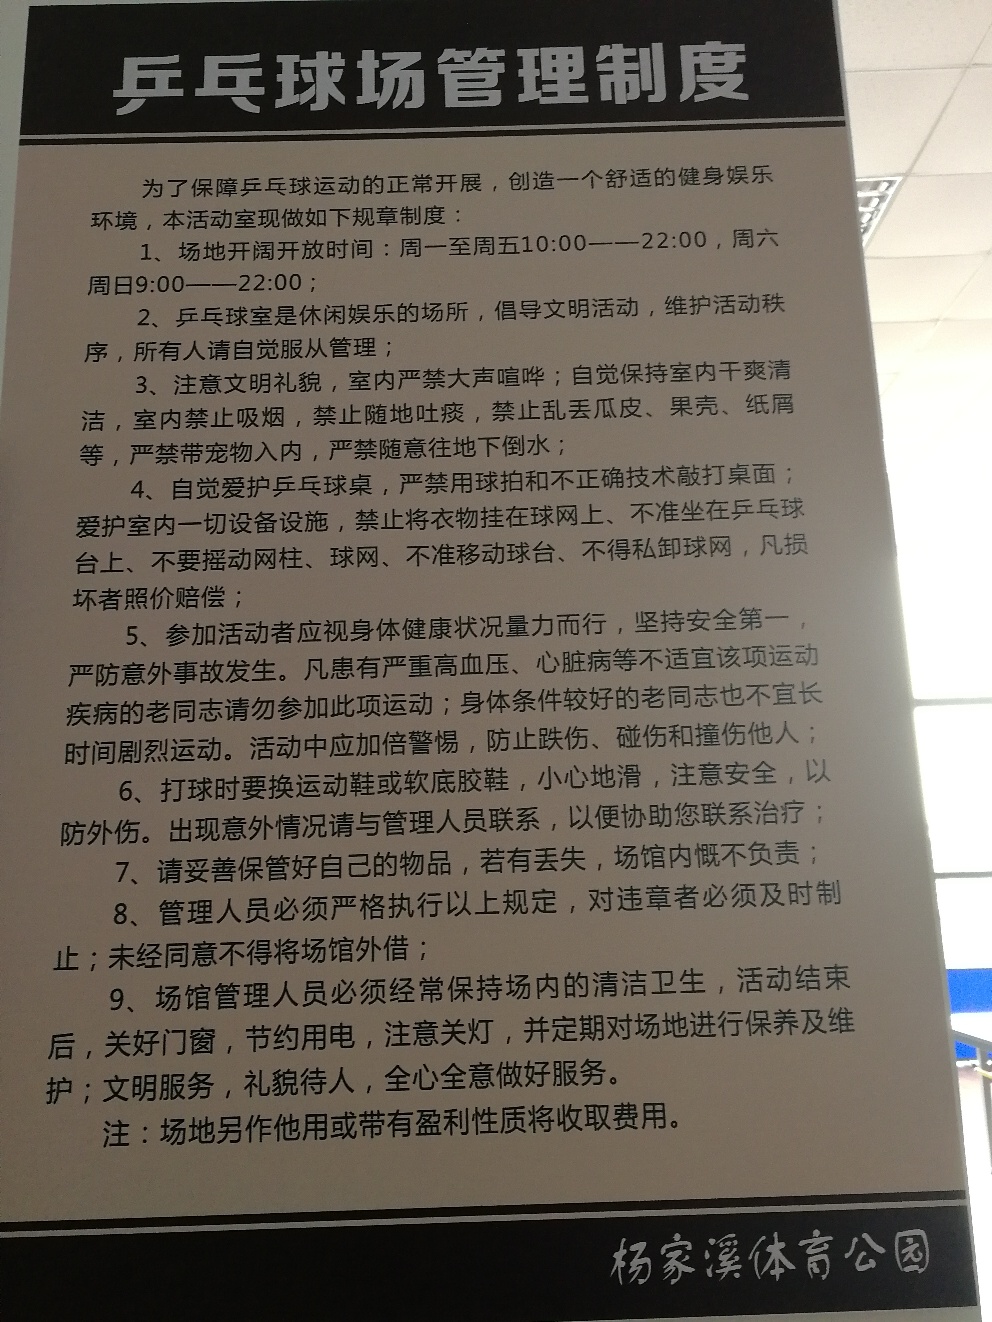 乒乓球场管理制度
为了保障乒乓球运动的正常开展，创造一个舒适的健身娱乐
环境，本活动室现做如下规章制度：
1、场地开阔开放时间：周一至周五10:00——22:00，周六
周日9:00——22:00；
2、乒乓球室是休闲娱乐的场所，倡导文明活动，维护活动秩
序，所有人请自觉服从管理；
3、注意文明礼貌，室内严禁大声喧哗；自觉保持室内干爽清
洁，室内禁止吸烟，禁止随地吐痰，禁止乱丢瓜皮、果壳、纸屑
等，严禁带宠物入内，严禁随意往地下倒水；
4、自觉爱护乒乓球桌，严禁用球拍和不正确技术敲打桌面；
爱护室内一切设备设施，禁止将衣物挂在球网上、不准坐在乒乓球
台上、不要摇动网柱、球网、不准移动球台、不得私卸球网，凡损
坏者照价赔偿；
5、参加活动者应视身体健康状况量力而行，坚持安全第一，
严防意外事故发生。凡患有严重高血压、心脏病等不适宜该项运动
疾病的老同志请勿参加此项运动；身体条件较好的老同志也不宜长
时间剧烈运动。活动中应加倍警惕，防止跌伤、碰伤和撞伤他人；
6、打球时要换运动鞋或软底胶鞋，小心地滑，注意安全，以
防外伤。出现意外情况请与管理人员联系，以便协助您联系治疗；
7、请妥善保管好自己的物品，若有丢失，场馆内慨不负责；
8、管理人员必须严格执行以上规定，对违章者必须及时制
止；未经同意不得将场馆外借；
9、场馆管理人员必须经常保持场内的清洁卫生，活动结束
后，关好门窗，节约用电，注意关灯，并定期对场地进行保养及维
护；文明服务，礼貌待人，全心全意做好服务。
注：场地另作他用或带有盈利性质将收取费用。
杨家溪体育公园